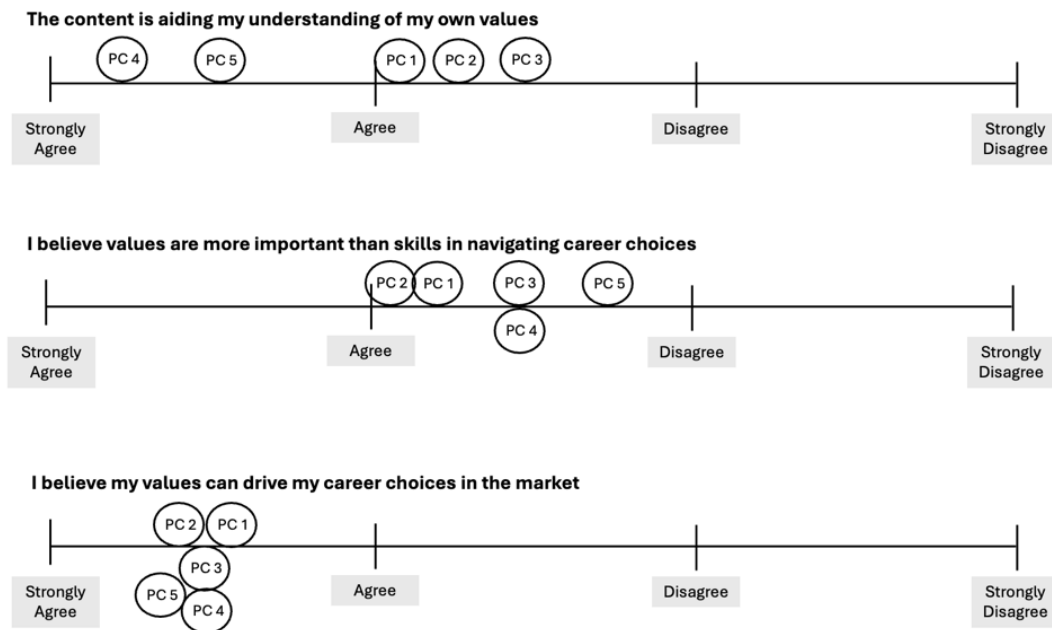 The content is aiding my understanding of my own values
PC 4 PC 5 PC 1 PC 2 PC 3
Strongly Agree Disagree Strongly
Agree Disagree
I believe values are more important than skills in navigating career choices
PC 2 PC 1 PC 3 PC 5
PC 4
Strongly Agree Disagree Strongly
Agree Disagree
I believe my values can drive my career choices in the market
PC 2 PC 1
PC 3
PC 5 PC 4
Strongly Agree Disagree Strongly
Agree Disagree